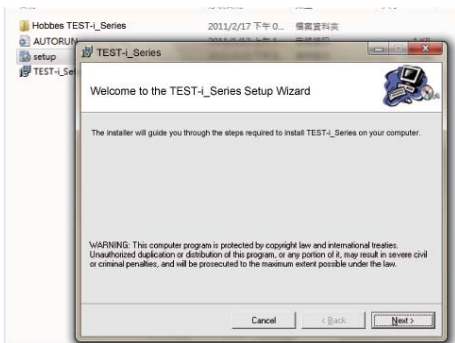 Hobbes TEST-i_Series 2011/2/17 下午 0... 檔案資料夾
AUTORUN
setup
TEST-i_Set
TEST-i_Series
Welcome to the TEST-i_Series Setup Wizard
The installer will guide you through the steps required to install TEST-i_Series on your computer.
WARNING: This computer program is protected by copyright law and international treaties.
Unauthorized duplication or distribution of this program, or any portion of it, may result in severe civil
or criminal penalties, and will be prosecuted to the maximum extent possible under the law.
Cancel < Back Next >